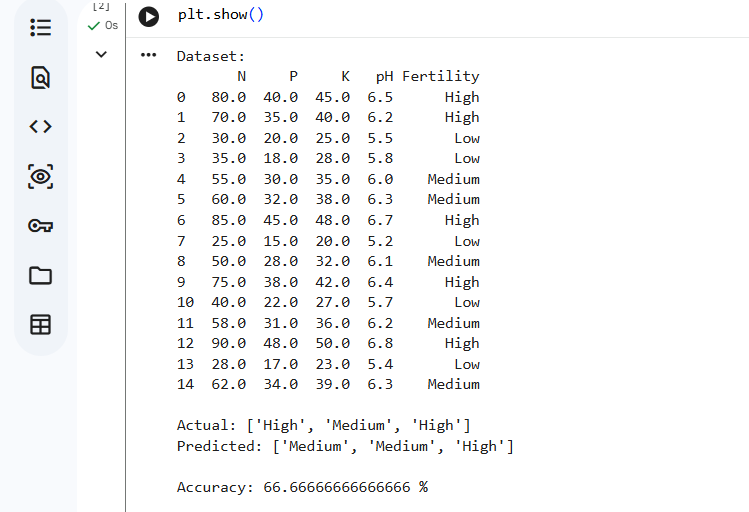 [2]
0s
plt.show()
Dataset:
N P K pH Fertility
0 80.0 40.0 45.0 6.5 High
1 70.0 35.0 40.0 6.2 High
2 30.0 20.0 25.0 5.5 Low
3 35.0 18.0 28.0 5.8 Low
4 55.0 30.0 35.0 6.0 Medium
5 60.0 32.0 38.0 6.3 Medium
6 85.0 45.0 48.0 6.7 High
7 25.0 15.0 20.0 5.2 Low
8 50.0 28.0 32.0 6.1 Medium
9 75.0 38.0 42.0 6.4 High
10 40.0 22.0 27.0 5.7 Low
11 58.0 31.0 36.0 6.2 Medium
12 90.0 48.0 50.0 6.8 High
13 28.0 17.0 23.0 5.4 Low
14 62.0 34.0 39.0 6.3 Medium
Actual: ['High', 'Medium', 'High']
Predicted: ['Medium', 'Medium', 'High']
Accuracy: 66.66666666666666 %